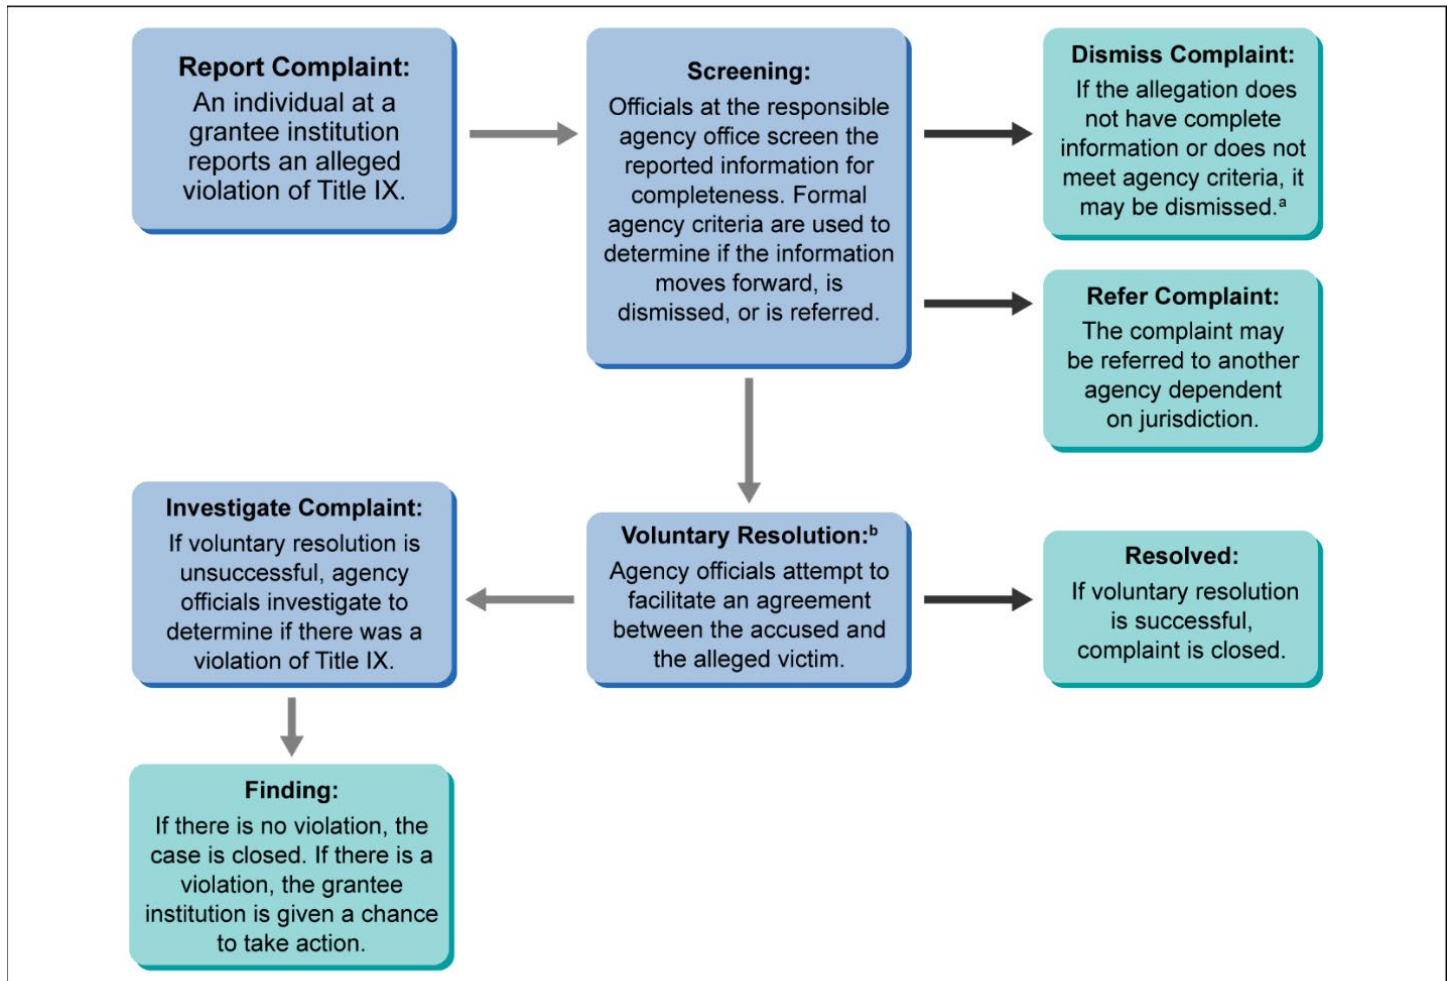 Report Complaint:
An individual at a
grantee institution
reports an alleged
violation of Title IX.
Screening:
Officials at the responsible
agency office screen the
reported information for
completeness. Formal
agency criteria are used to
determine if the information
moves forward, is
dismissed, or is referred.
Dismiss Complaint:
If the allegation does
not have complete
information or does not
meet agency criteria, it
may be dismissed.ᵃ
Refer Complaint:
The complaint may
be referred to another
agency dependent
on jurisdiction.
Investigate Complaint:
If voluntary resolution is
unsuccessful, agency
officials investigate to
determine if there was a
violation of Title IX.
Voluntary Resolution:ᵇ
Agency officials attempt to
facilitate an agreement
between the accused and
the alleged victim.
Resolved:
If voluntary resolution
is successful,
complaint is closed.
Finding:
If there is no violation, the
case is closed. If there is a
violation, the grantee
institution is given a chance
to take action.